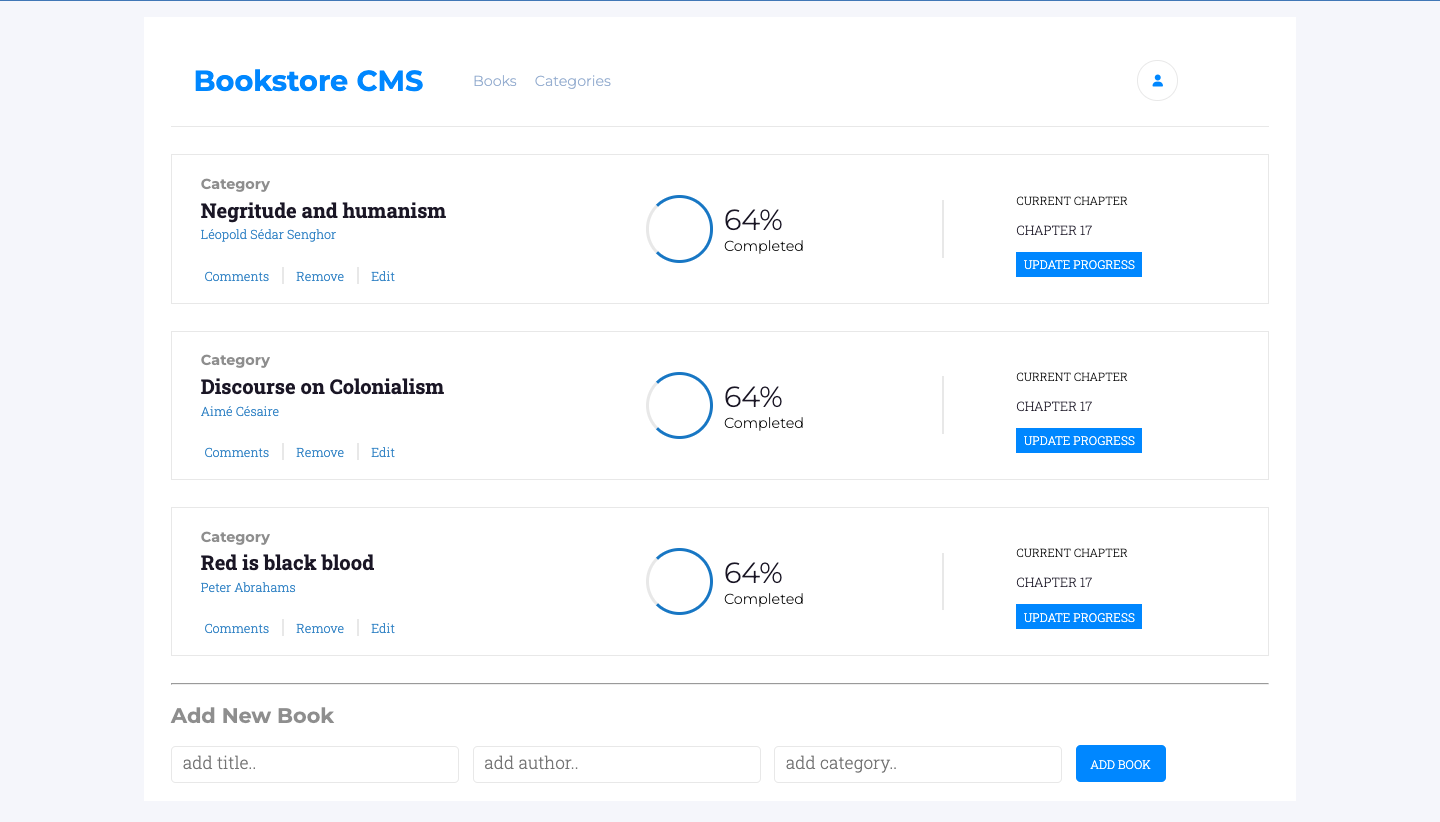 Bookstore CMS Books Categories
Category
Negritude and humanism
Léopold Sédar Senghor
Comments Remove Edit
64%
Completed
CURRENT CHAPTER
CHAPTER 17
UPDATE PROGRESS
Category
Discourse on Colonialism
Aimé Césaire
Comments Remove Edit
64%
Completed
CURRENT CHAPTER
CHAPTER 17
UPDATE PROGRESS
Category
Red is black blood
Peter Abrahams
Comments Remove Edit
64%
Completed
CURRENT CHAPTER
CHAPTER 17
UPDATE PROGRESS
Add New Book
add title.. add author.. add category.. ADD BOOK